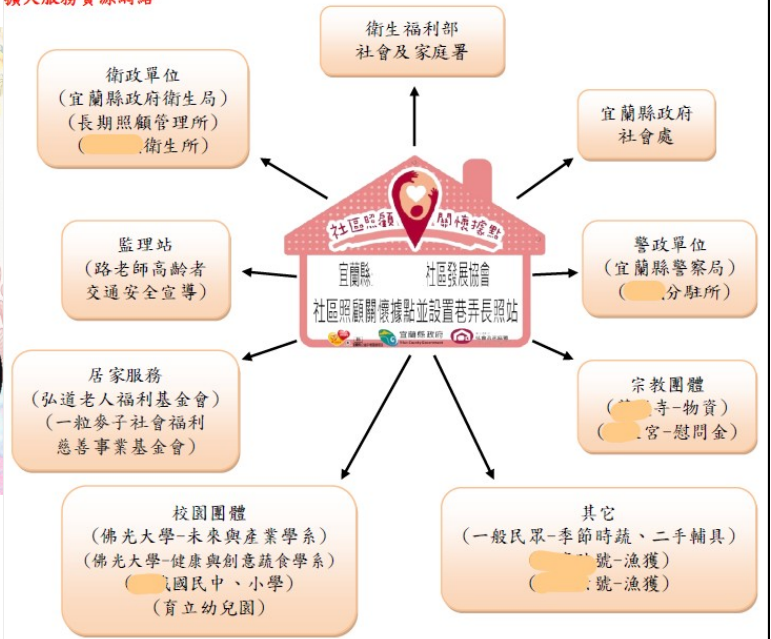 擴大服務資源網絡
衛生福利部
社會及家庭署
衛政單位
(宜蘭縣政府衛生局)
(長期照顧管理所)
(衛生所)
宜蘭縣政府
社會處
社區照顧關懷據點
監理站
(路老師高齡者
交通安全宣導)
宜蘭縣 社區發展協會
社區照顧關懷據點並設置巷弄長照站
宜蘭縣政府
警政單位
(宜蘭縣警察局)
(分駐所)
居家服務
(弘道老人福利基金會)
(一粒麥子社會福利
慈善事業基金會)
宗教團體
(寺-物資)
(宮-慰問金)
校園團體
(佛光大學-未來與產業學系)
(佛光大學-健康與創意蔬食學系)
(國民中、小學)
(育立幼兒園)
其它
(一般民眾-季節時蔬、二手輔具)
號-漁獲)
(號-漁獲)